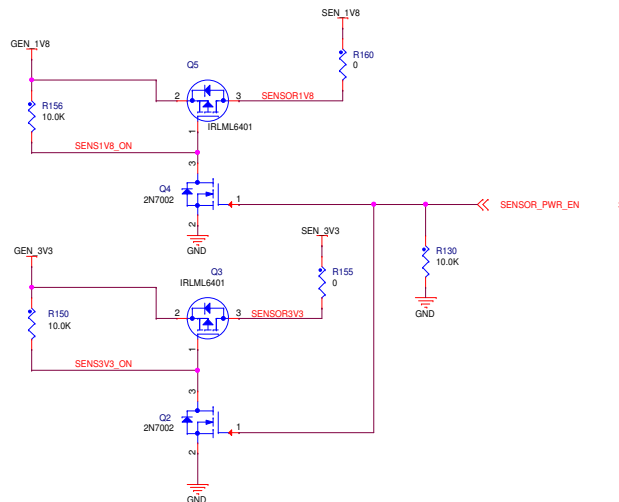 SEN_1V8
GEN_1V8
R160
0
Q5
2
3
SENSOR1V8
R156
10.0K
1
IRLML6401
SENS1V8_ON
3
Q4
2N7002
1
SENSOR_PWR_EN
2
GND
SEN_3V3
GEN_3V3
R130
10.0K
Q3
IRLML6401
R155
0
GND
2
3
SENSOR3V3
R150
10.0K
1
SENS3V3_ON
3
Q2
2N7002
1
2
GND